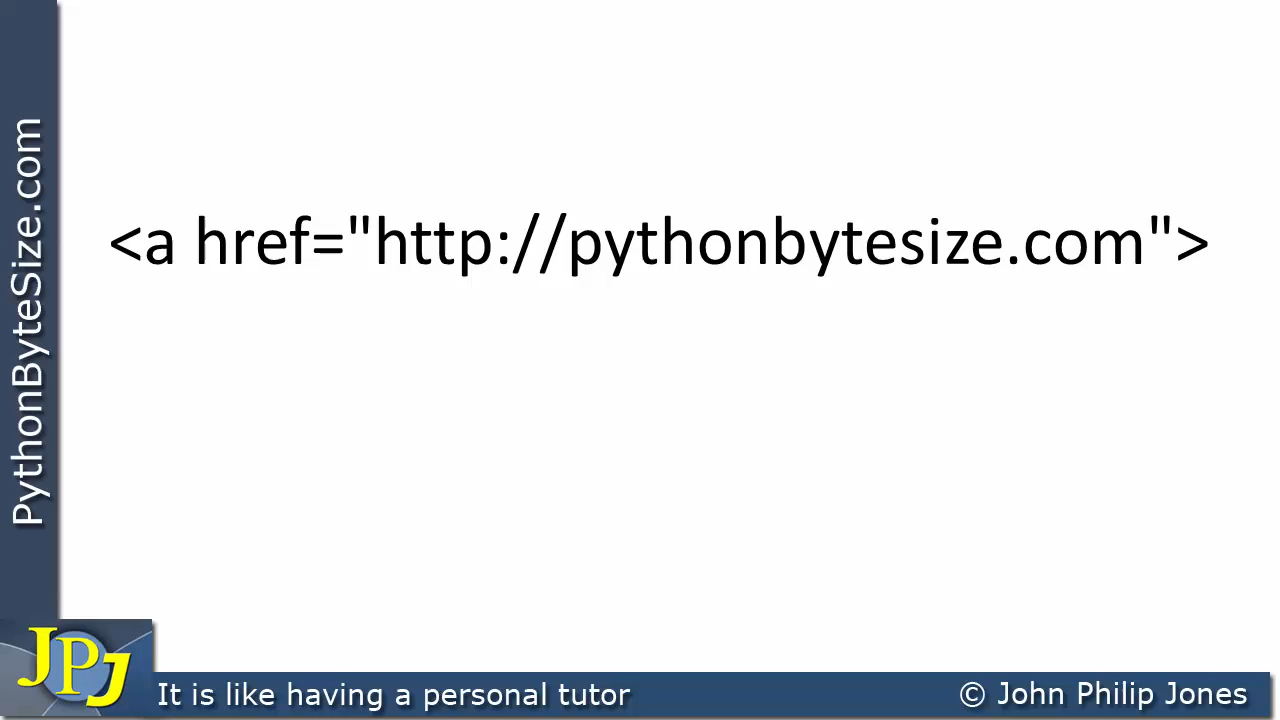 PythonByteSize.com
<a href="http://pythonbytesize.com">
JPJ
It is like having a personal tutor
© John Philip Jones